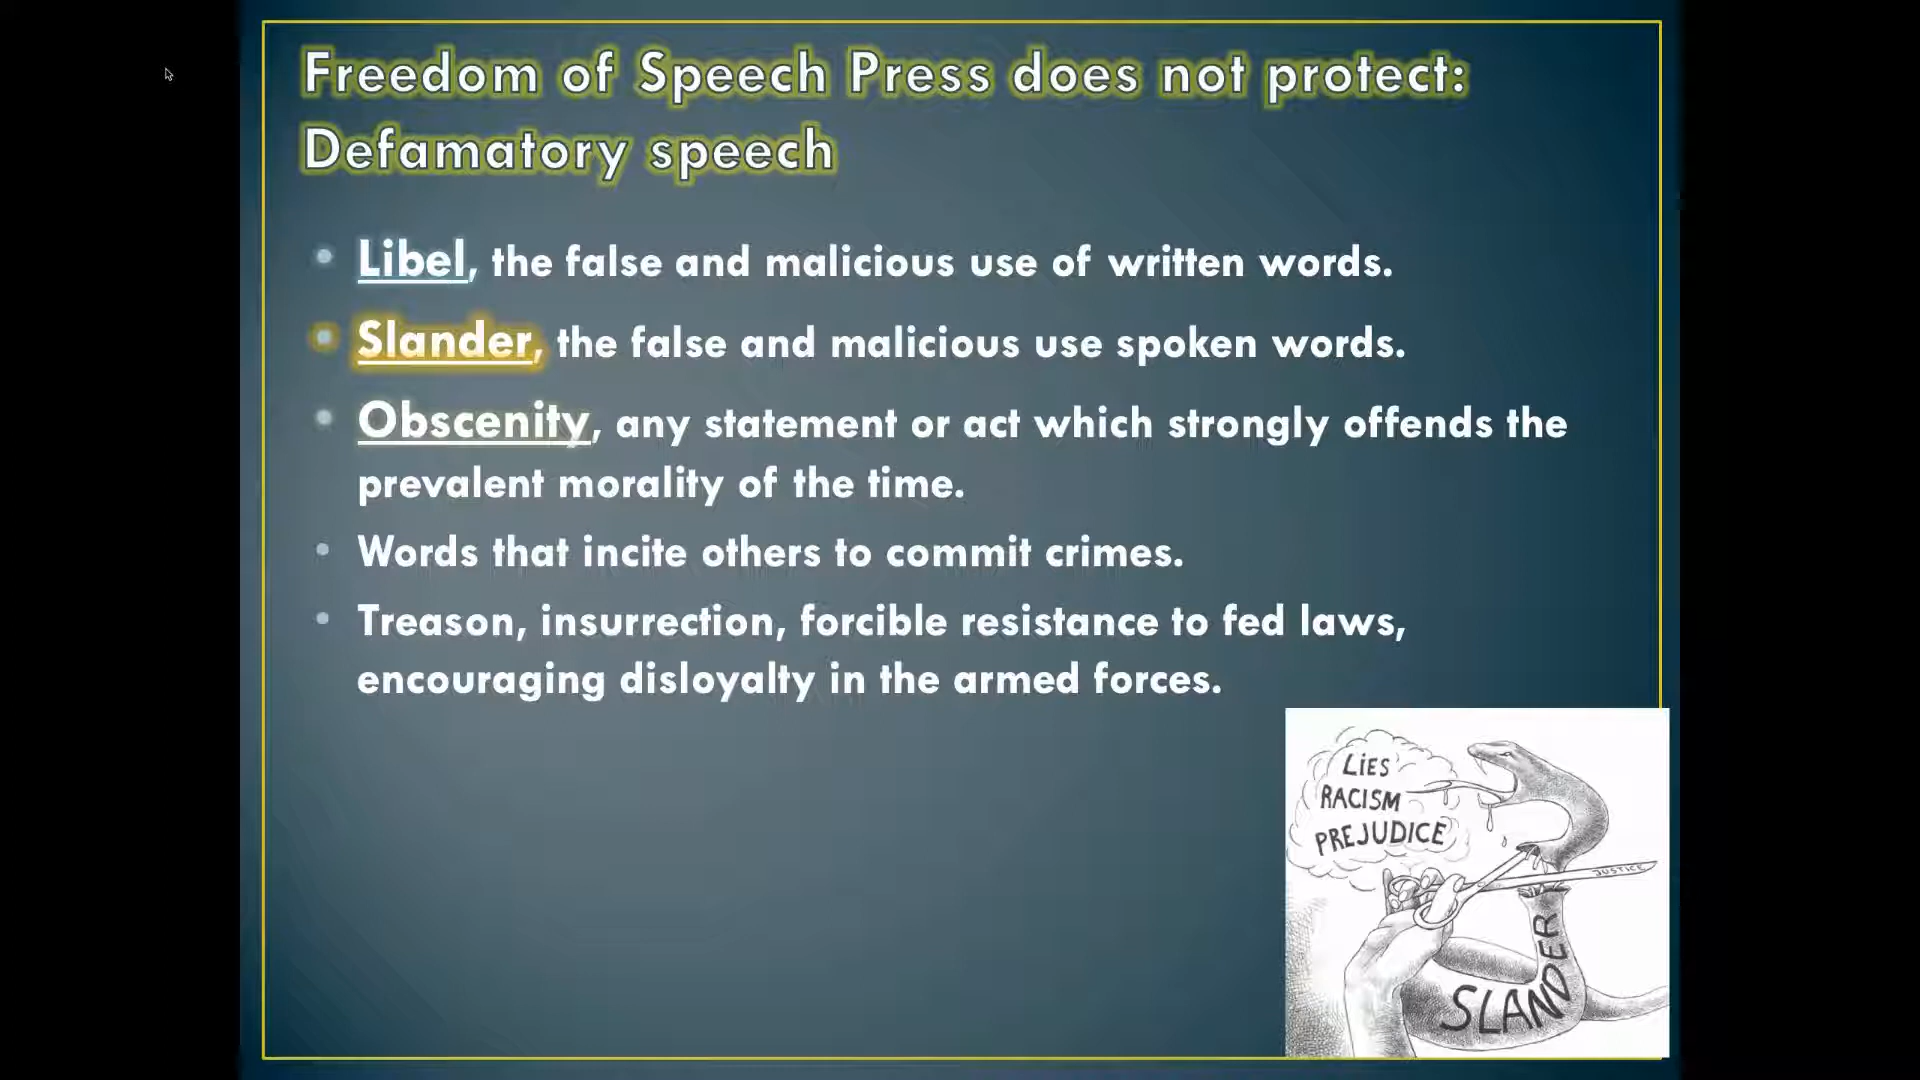 Freedom of Speech Press does not protect:
Defamatory speech
• Libel, the false and malicious use of written words.
• Slander, the false and malicious use spoken words.
• Obscenity, any statement or act which strongly offends the
prevalent morality of the time.
• Words that incite others to commit crimes.
• Treason, insurrection, forcible resistance to fed laws,
encouraging disloyalty in the armed forces.
LiES
RACISM
PREJUDICE
JUSTICE
SLANDER